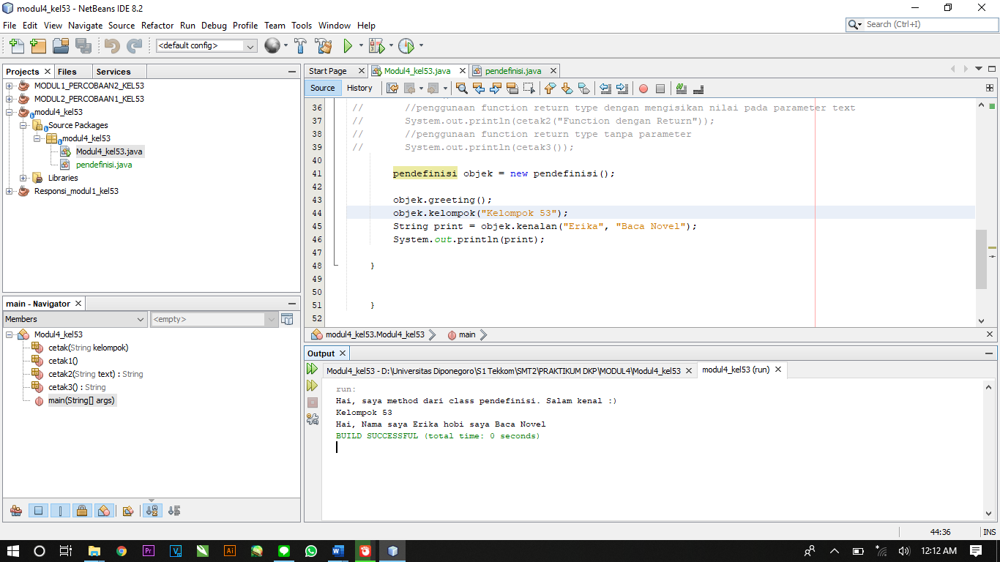 modul4_kel53 - NetBeans IDE 8.2
File Edit View Navigate Source Refactor Run Debug Profile Team Tools Window Help
Search (Ctrl+I)
<default config>
Projects Files Services
MODUL1_PERCOBAAN2_KEL53
MODUL2_PERCOBAAN1_KEL53
modul4_kel53
Source Packages
modul4_kel53
Modul4_kel53.java
pendefinisi.java
Libraries
Responsi_modul1_kel53
main - Navigator
Members <empty>
Modul4_kel53
cetak(String kelompok)
cetak1()
cetak2(String text) : String
cetak3() : String
main(String[] args)
Start Page Modul4_kel53.java pendefinisi.java
Source History
36 // //penggunaan function return type dengan mengisikan nilai pada parameter text
37 // System.out.println(cetak2("Function dengan Return"));
38 // //penggunaan function return type tanpa parameter
39 // System.out.println(cetak3());
40
41 pendefinisi objek = new pendefinisi();
42
43 objek.greeting();
44 objek.kelompok("Kelompok 53");
45 String print = objek.kenalan("Erika", "Baca Novel");
46 System.out.println(print);
47
48 }
49
50
51 }
52
modul4_kel53.Modul4_kel53 main
Output
Modul4_kel53 - D:\Universitas Diponegoro\S1 Tekkom\SMT2\PRAKTIKUM DKP\MODUL4\Modul4_kel53 modul4_kel53 (run)
run:
Hai, saya method dari class pendefinisi. Salam kenal :)
Kelompok 53
Hai, Nama saya Erika hobi saya Baca Novel
BUILD SUCCESSFUL (total time: 0 seconds)
44:36 INS
12:12 AM